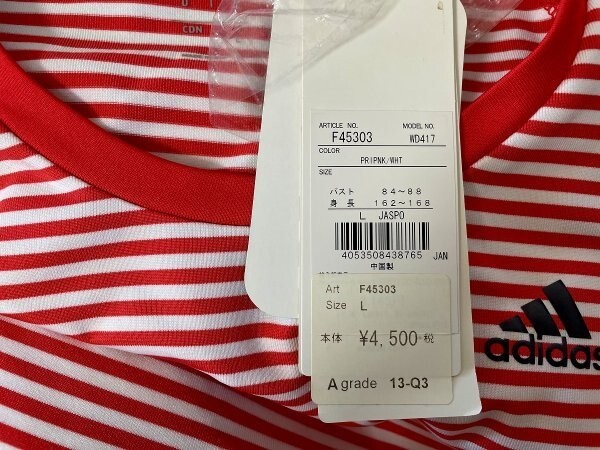 U
CDN
ARTICLE NO. MODEL NO.
F45303 WD417
COLOR
PRIPNK/WHT
SIZE
バスト 84～88
身長 162～168
L JASPO
4053508438765 JAN
中国製
Art F45303
Size L
本体 ¥4,500+税
A grade 13-Q3
adidas